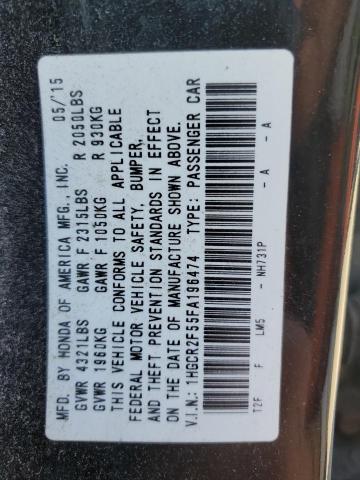 MFD. BY HONDA OF AMERICA MFG., INC. 05/'15
GVWR 4321LBS GAWR F 2315LBS R 2050LBS
GVWR 1960KG GAWR F 1050KG R 930KG
THIS VEHICLE CONFORMS TO ALL APPLICABLE
FEDERAL MOTOR VEHICLE SAFETY, BUMPER,
AND THEFT PREVENTION STANDARDS IN EFFECT
ON THE DATE OF MANUFACTURE SHOWN ABOVE.
V.I.N.: 1HGCR2F55FA196474 TYPE: PASSENGER CAR
T2F F LM5 - NH731P - A - A